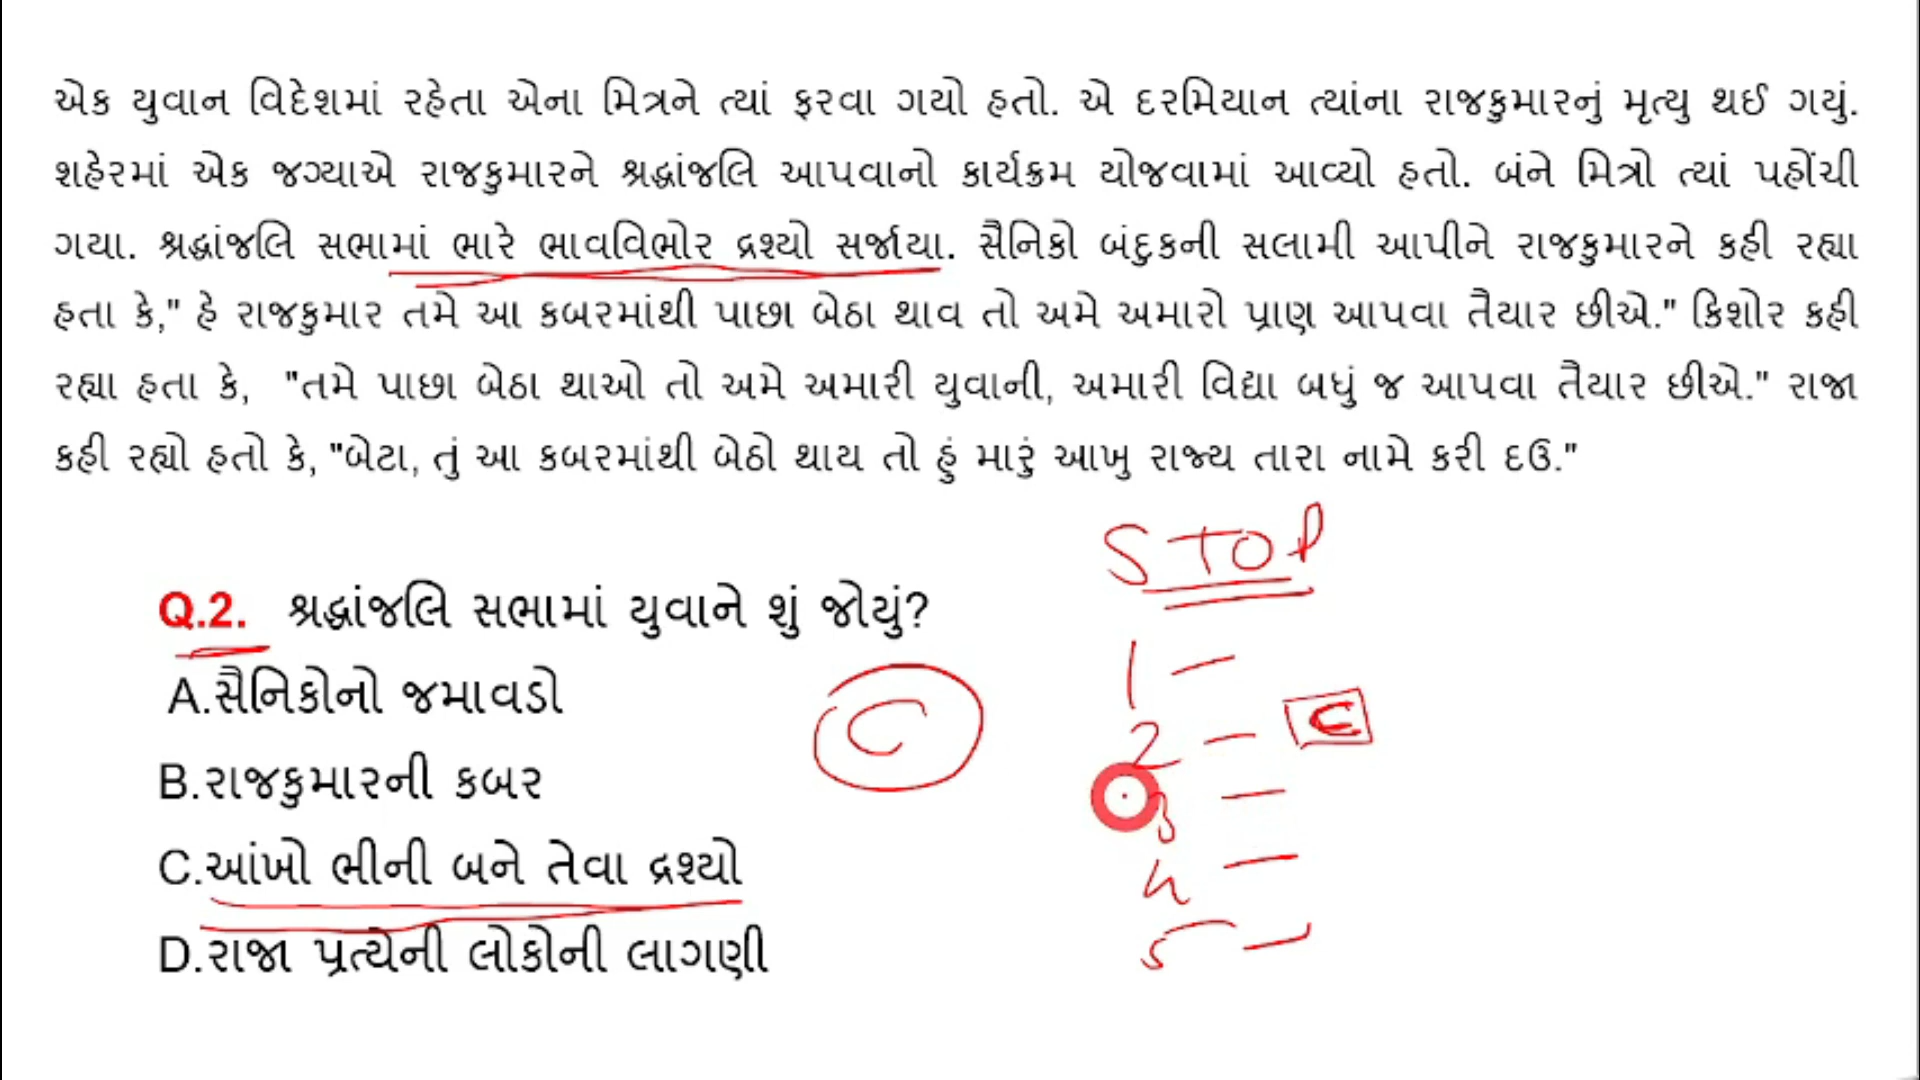 એક યુવાન વિદેશમાં રહેતા એના મિત્રને ત્યાં ફરવા ગયો હતો. એ દરમિયાન ત્યાંના રાજકુમારનું મૃત્યુ થઈ ગયું.
શહેરમાં એક જગ્યાએ રાજકુમારને શ્રદ્ધાંજલિ આપવાનો કાર્યક્રમ યોજવામાં આવ્યો હતો. બંને મિત્રો ત્યાં પહોંચી
ગયા. શ્રદ્ધાંજલિ સભામાં ભારે ભાવવિભોર દ્રશ્યો સર્જાયા. સૈનિકો બંદુકની સલામી આપીને રાજકુમારને કહી રહ્યા
હતા કે," હે રાજકુમાર તમે આ કબરમાંથી પાછા બેઠા થાવ તો અમે અમારો પ્રાણ આપવા તૈયાર છીએ." કિશોર કહી
રહ્યા હતા કે, "તમે પાછા બેઠા થાઓ તો અમે અમારી યુવાની, અમારી વિદ્યા બધું જ આપવા તૈયાર છીએ." રાજા
કહી રહ્યો હતો કે, "બેટા, તું આ કબરમાંથી બેઠો થાય તો હું મારું આખુ રાજ્ય તારા નામે કરી દઉ."
STOP
Q.2. શ્રદ્ધાંજલિ સભામાં યુવાને શું જોયું?
A.સૈનિકોનો જમાવડો
C
1 –
2 – C
B.રાજકુમારની કબર
3 –
C.આંખો ભીની બને તેવા દ્રશ્યો
4 –
D.રાજા પ્રત્યેની લોકોની લાગણી
5 –